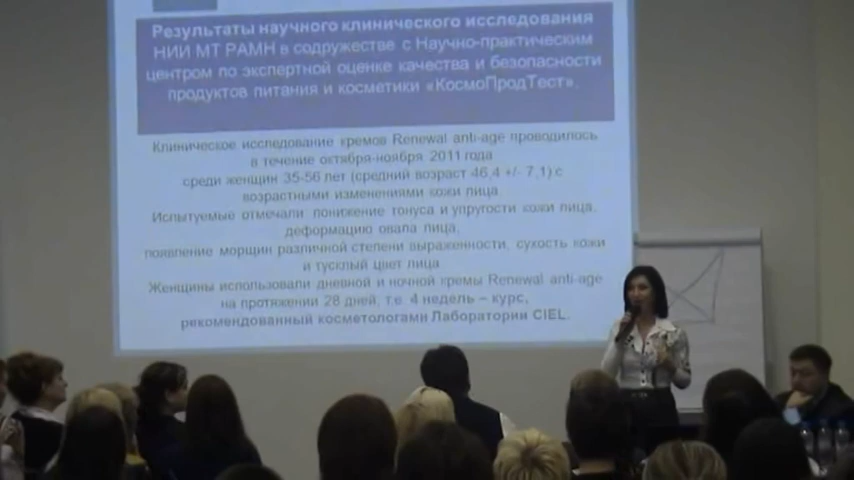 Результаты научного клинического исследования
НИИ МТ РАМН в содружестве с Научно-практическим
центром по экспертной оценке качества и безопасности
продуктов питания и косметики «КосмоПродТест».
Клиническое исследование кремов Renewal anti-age проводилось
в течение октября-ноября 2011 года
среди женщин 35-56 лет (средний возраст 46,4 +/- 7,1) с
возрастными изменениями кожи лица.
Испытуемые отмечали понижение тонуса и упругости кожи лица,
деформацию овала лица,
появление морщин различной степени выраженности, сухость кожи
и тусклый цвет лица.
Женщины использовали дневной и ночной кремы Renewal anti-age
на протяжении 28 дней, т.е. 4 недель – курс,
рекомендованный косметологами Лаборатории CIEL.